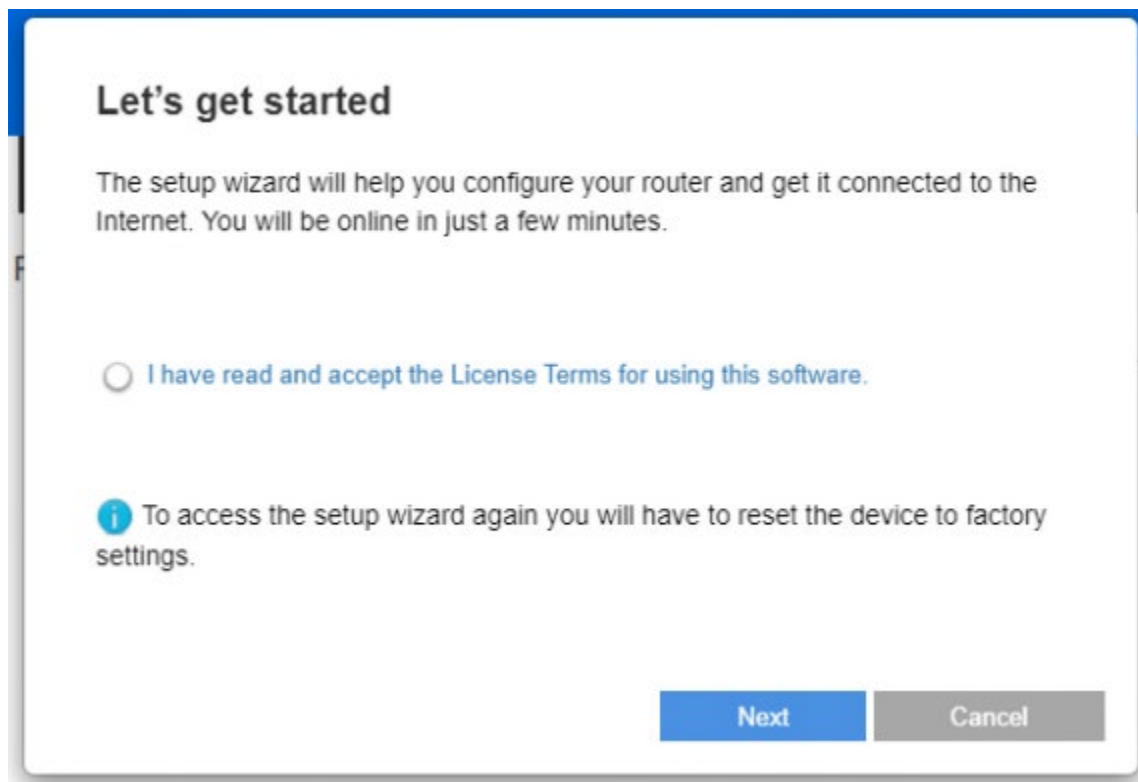 Let’s get started
The setup wizard will help you configure your router and get it connected to the
Internet. You will be online in just a few minutes.
I have read and accept the License Terms for using this software.
To access the setup wizard again you will have to reset the device to factory
settings.
Next Cancel